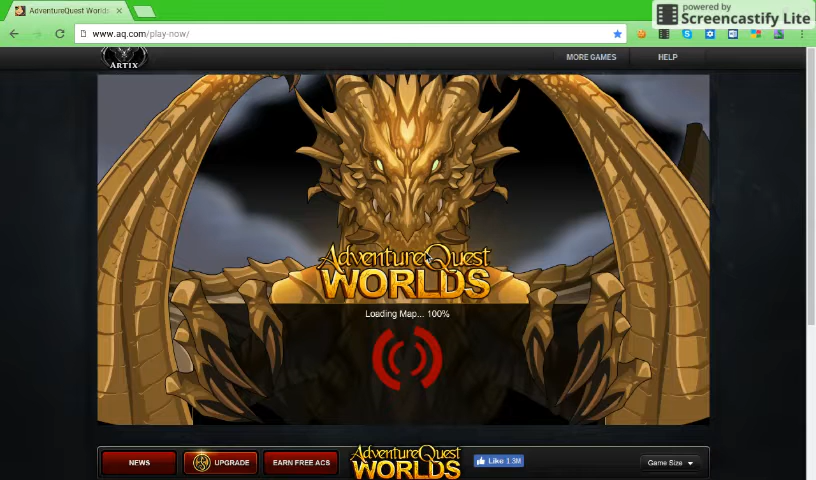 powered by
Screencastify Lite
AdventureQuest Worlds
www.aq.com/play-now/
ARTIX
MORE GAMES
HELP
AdventureQuest
WORLDS
Loading Map... 100%
NEWS
UPGRADE
EARN FREE ACS
AdventureQuest
WORLDS
Like 1.3M
Game Size